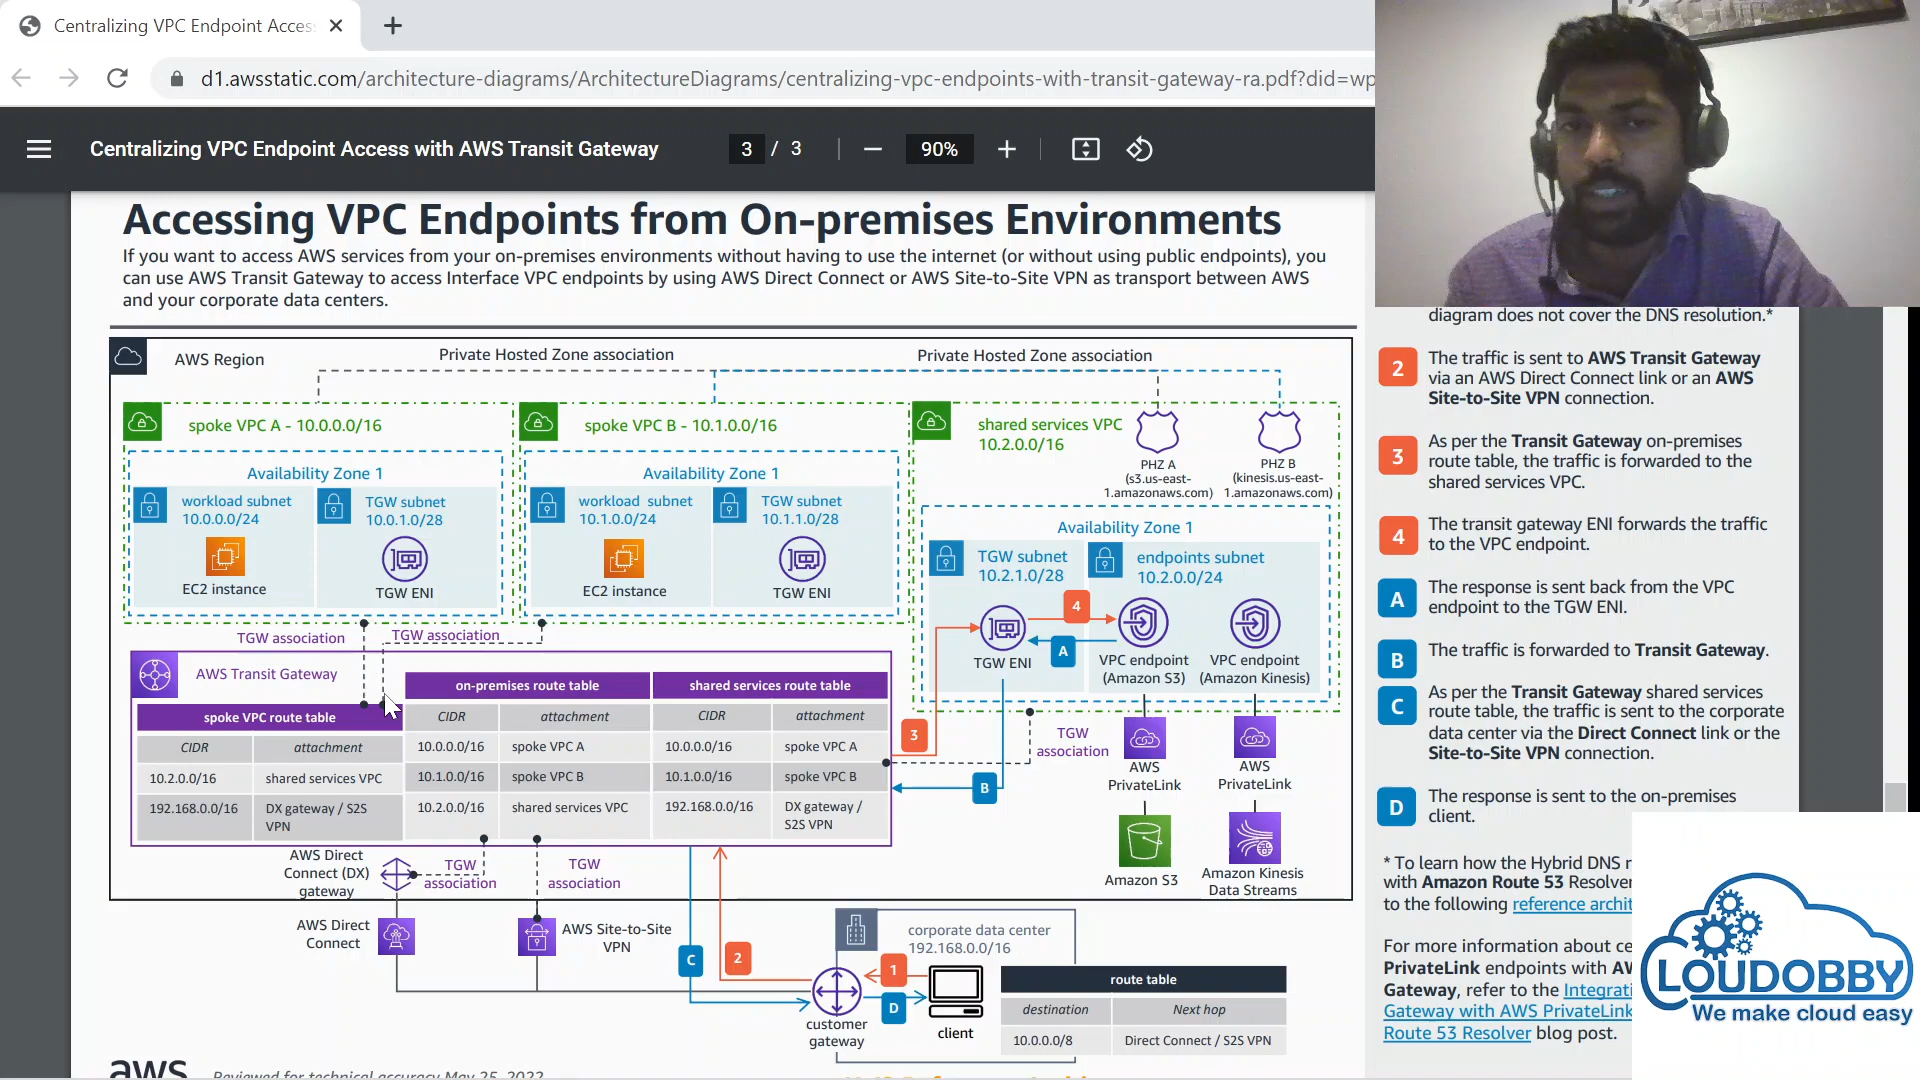 Centralizing VPC Endpoint Acces
d1.awsstatic.com/architecture-diagrams/ArchitectureDiagrams/centralizing-vpc-endpoints-with-transit-gateway-ra.pdf?did=wp
Centralizing VPC Endpoint Access with AWS Transit Gateway
3 / 3
90%
Accessing VPC Endpoints from On-premises Environments
If you want to access AWS services from your on-premises environments without having to use the internet (or without using public endpoints), you
can use AWS Transit Gateway to access Interface VPC endpoints by using AWS Direct Connect or AWS Site-to-Site VPN as transport between AWS
and your corporate data centers.
AWS Region
Private Hosted Zone association
Private Hosted Zone association
spoke VPC A - 10.0.0.0/16
Availability Zone 1
workload subnet
10.0.0.0/24
TGW subnet
10.0.1.0/28
EC2 instance
TGW ENI
spoke VPC B - 10.1.0.0/16
Availability Zone 1
workload subnet
10.1.0.0/24
TGW subnet
10.1.1.0/28
EC2 instance
TGW ENI
shared services VPC
10.2.0.0/16
PHZ A
(s3.us-east-
1.amazonaws.com)
PHZ B
(kinesis.us-east-
1.amazonaws.com)
Availability Zone 1
TGW subnet
10.2.1.0/28
endpoints subnet
10.2.0.0/24
4
A
TGW ENI
VPC endpoint
(Amazon S3)
VPC endpoint
(Amazon Kinesis)
TGW association
TGW association
AWS Transit Gateway
spoke VPC route table
CIDR attachment
10.2.0.0/16 shared services VPC
192.168.0.0/16 DX gateway / S2S
VPN
on-premises route table
CIDR attachment
10.0.0.0/16 spoke VPC A
10.1.0.0/16 spoke VPC B
10.2.0.0/16 shared services VPC
shared services route table
CIDR attachment
10.0.0.0/16 spoke VPC A
10.1.0.0/16 spoke VPC B
192.168.0.0/16 DX gateway /
S2S VPN
3
B
TGW
association
AWS
PrivateLink
AWS
PrivateLink
Amazon S3
Amazon Kinesis
Data Streams
AWS Direct
Connect (DX)
gateway
TGW
association
TGW
association
AWS Direct
Connect
AWS Site-to-Site
VPN
C
2
corporate data center
192.168.0.0/16
1
D
customer
gateway
client
route table
destination Next hop
10.0.0.0/8 Direct Connect / S2S VPN
aws
Reviewed for technical accuracy May 25, 2022
diagram does not cover the DNS resolution.*
2
The traffic is sent to AWS Transit Gateway
via an AWS Direct Connect link or an AWS
Site-to-Site VPN connection.
3
As per the Transit Gateway on-premises
route table, the traffic is forwarded to the
shared services VPC.
4
The transit gateway ENI forwards the traffic
to the VPC endpoint.
A
The response is sent back from the VPC
endpoint to the TGW ENI.
B
The traffic is forwarded to Transit Gateway.
C
As per the Transit Gateway shared services
route table, the traffic is sent to the corporate
data center via the Direct Connect link or the
Site-to-Site VPN connection.
D
The response is sent to the on-premises
client.
* To learn how the Hybrid DNS r
with Amazon Route 53 Resolver
to the following reference archit
For more information about ce
PrivateLink endpoints with AW
Gateway, refer to the Integrati
Gateway with AWS PrivateLink
Route 53 Resolver blog post.
CLOUDOBBY
We make cloud easy